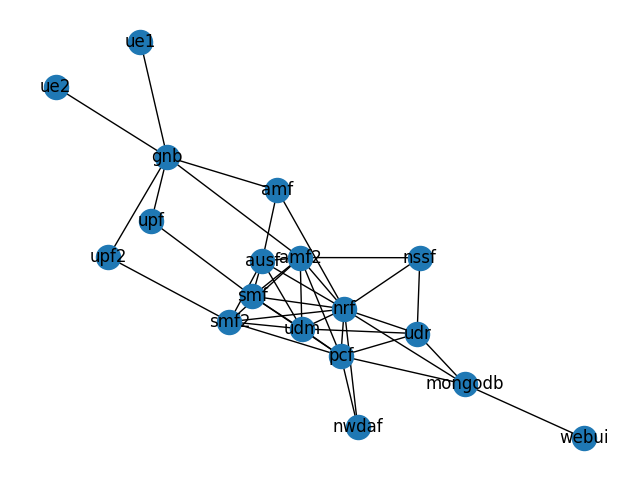 ue1
ue2
gnb
amf
upf
upf2
ausf
amf2
nssf
smf
nrf
smf2
udm
udr
pcf
mongodb
nwdaf
webui